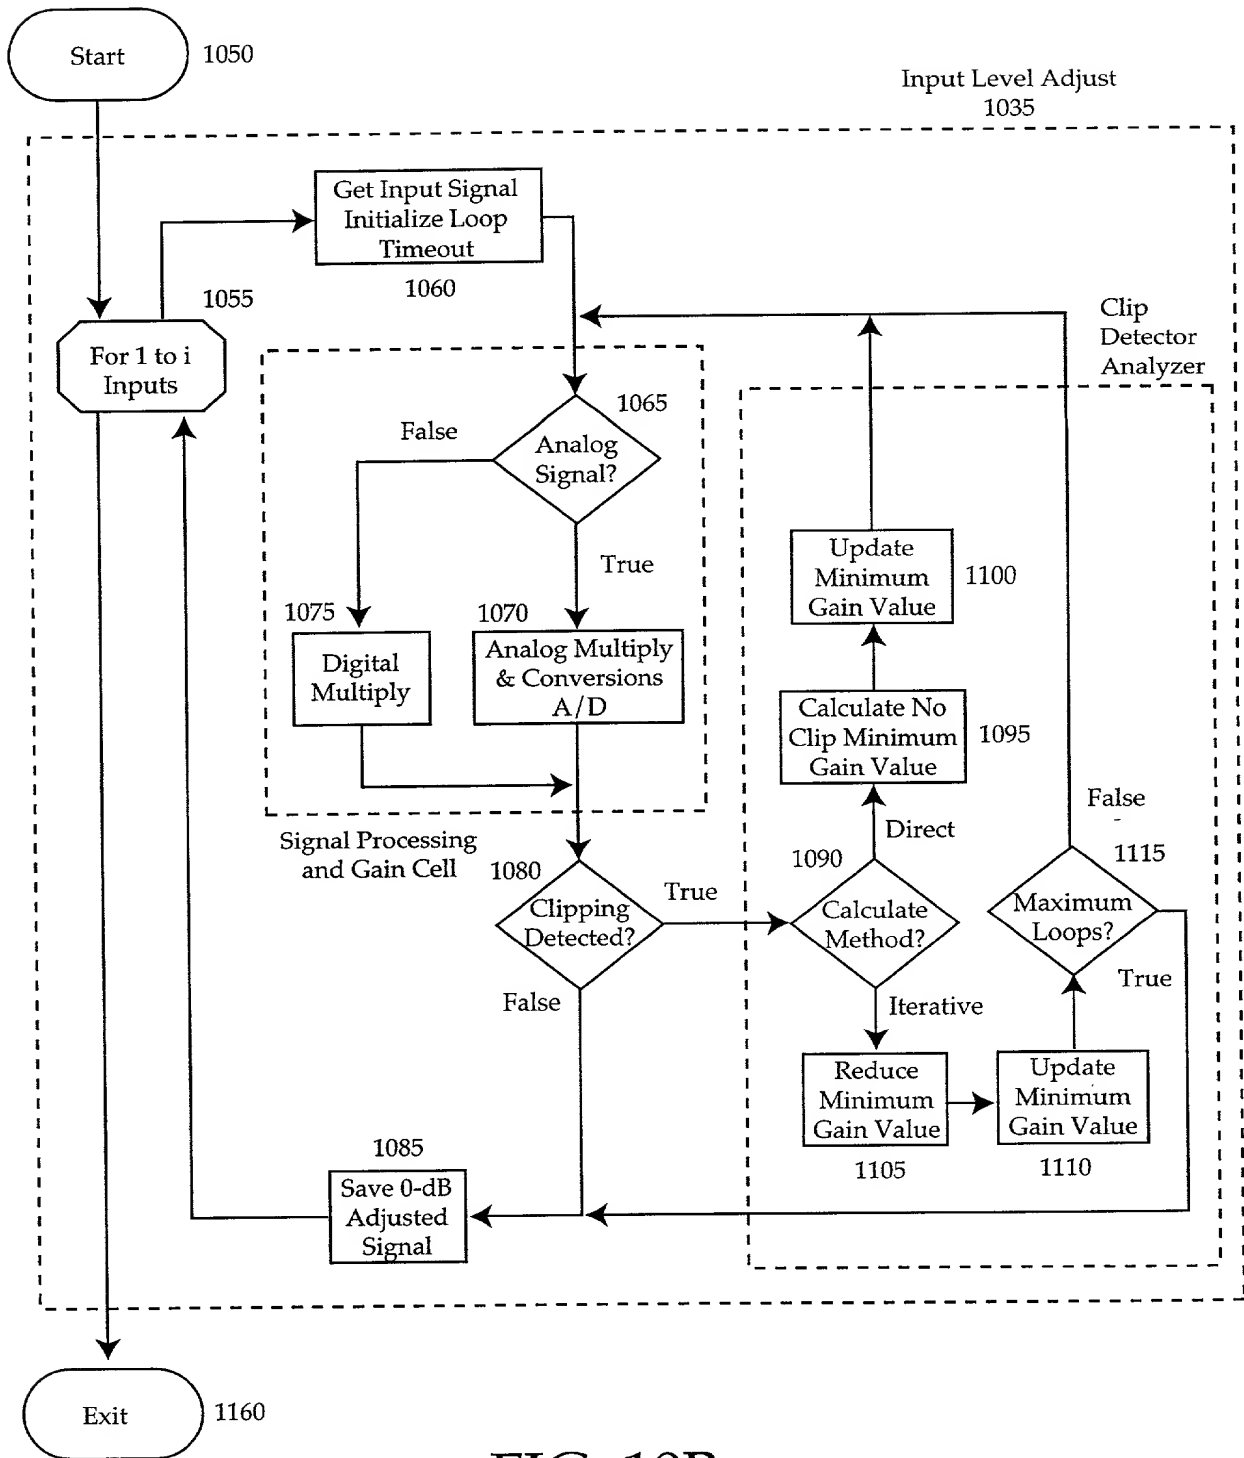 Start
1050
Input Level Adjust
1035
Get Input Signal
Initialize Loop
Timeout
1060
1055
For 1 to i
Inputs
Clip
Detector
Analyzer
1065
False
Analog
Signal?
True
1075
Digital
Multiply
1070
Analog Multiply
& Conversions
A/D
Signal Processing
and Gain Cell
Update
Minimum
Gain Value
1100
Calculate No
Clip Minimum
Gain Value
1095
Direct
1090
Calculate
Method?
False
1115
Maximum
Loops?
True
1080
Clipping
Detected?
True
False
Iterative
Reduce
Minimum
Gain Value
1105
Update
Minimum
Gain Value
1110
1085
Save 0-dB
Adjusted
Signal
Exit
1160